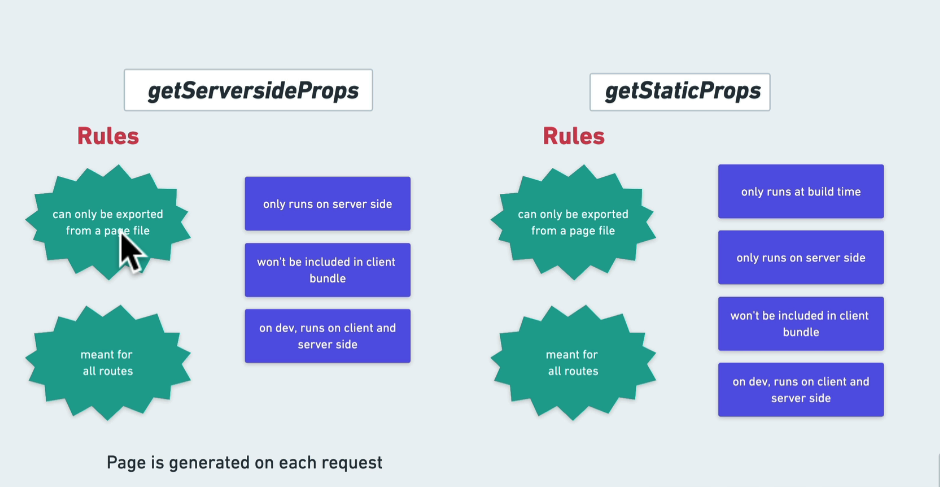 getServersideProps
Rules
can only be exported
from a page file
meant for
all routes
only runs on server side
won't be included in client
bundle
on dev, runs on client and
server side
Page is generated on each request
getStaticProps
Rules
can only be exported
from a page file
meant for
all routes
only runs at build time
only runs on server side
won't be included in client
bundle
on dev, runs on client and
server side